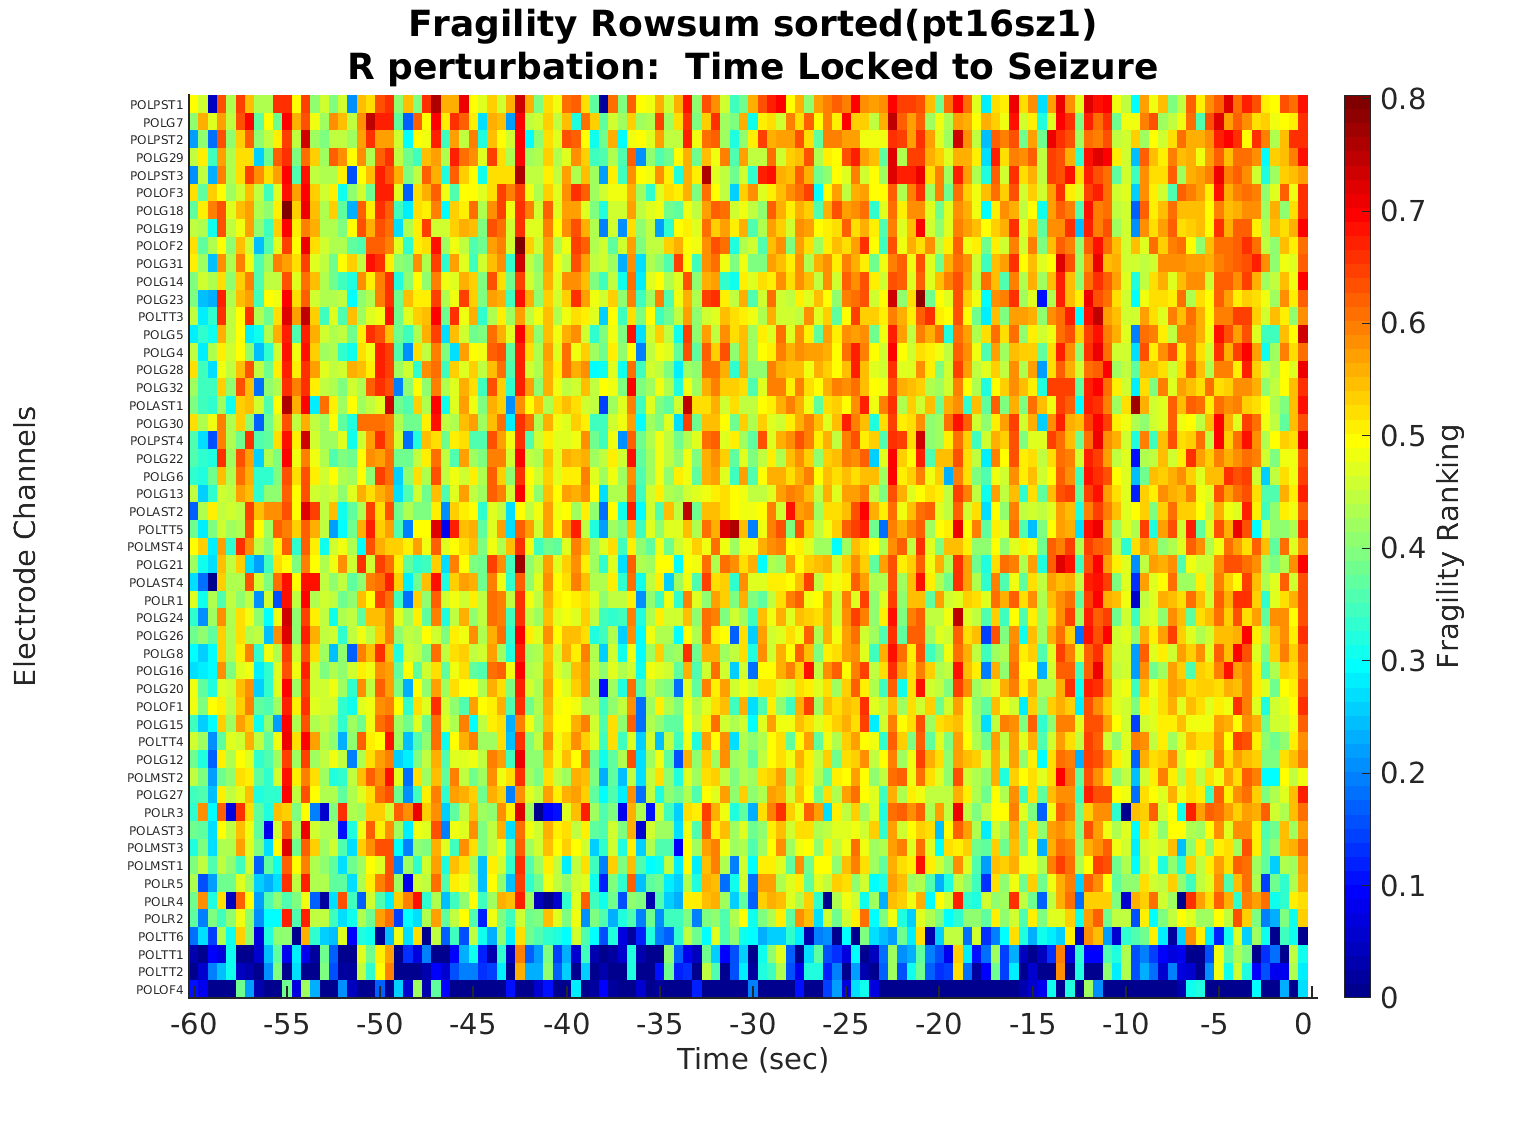 Fragility Rowsum sorted(pt16sz1)
R perturbation:  Time Locked to Seizure
Electrode Channels
POLPST1
POLG7
POLPST2
POLG29
POLPST3
POLOF3
POLG18
POLG19
POLOF2
POLG31
POLG14
POLG23
POLTT3
POLG5
POLG4
POLG28
POLG32
POLAST1
POLG30
POLPST4
POLG22
POLG6
POLG13
POLAST2
POLTT5
POLMST4
POLG21
POLAST4
POLR1
POLG24
POLG26
POLG8
POLG16
POLG20
POLOF1
POLG15
POLTT4
POLG12
POLMST2
POLG27
POLR3
POLAST3
POLMST3
POLMST1
POLR5
POLR4
POLR2
POLTT6
POLTT1
POLTT2
POLOF4
-60 -55 -50 -45 -40 -35 -30 -25 -20 -15 -10 -5 0
Time (sec)
0.8
0.7
0.6
0.5
0.4
0.3
0.2
0.1
0
Fragility Ranking